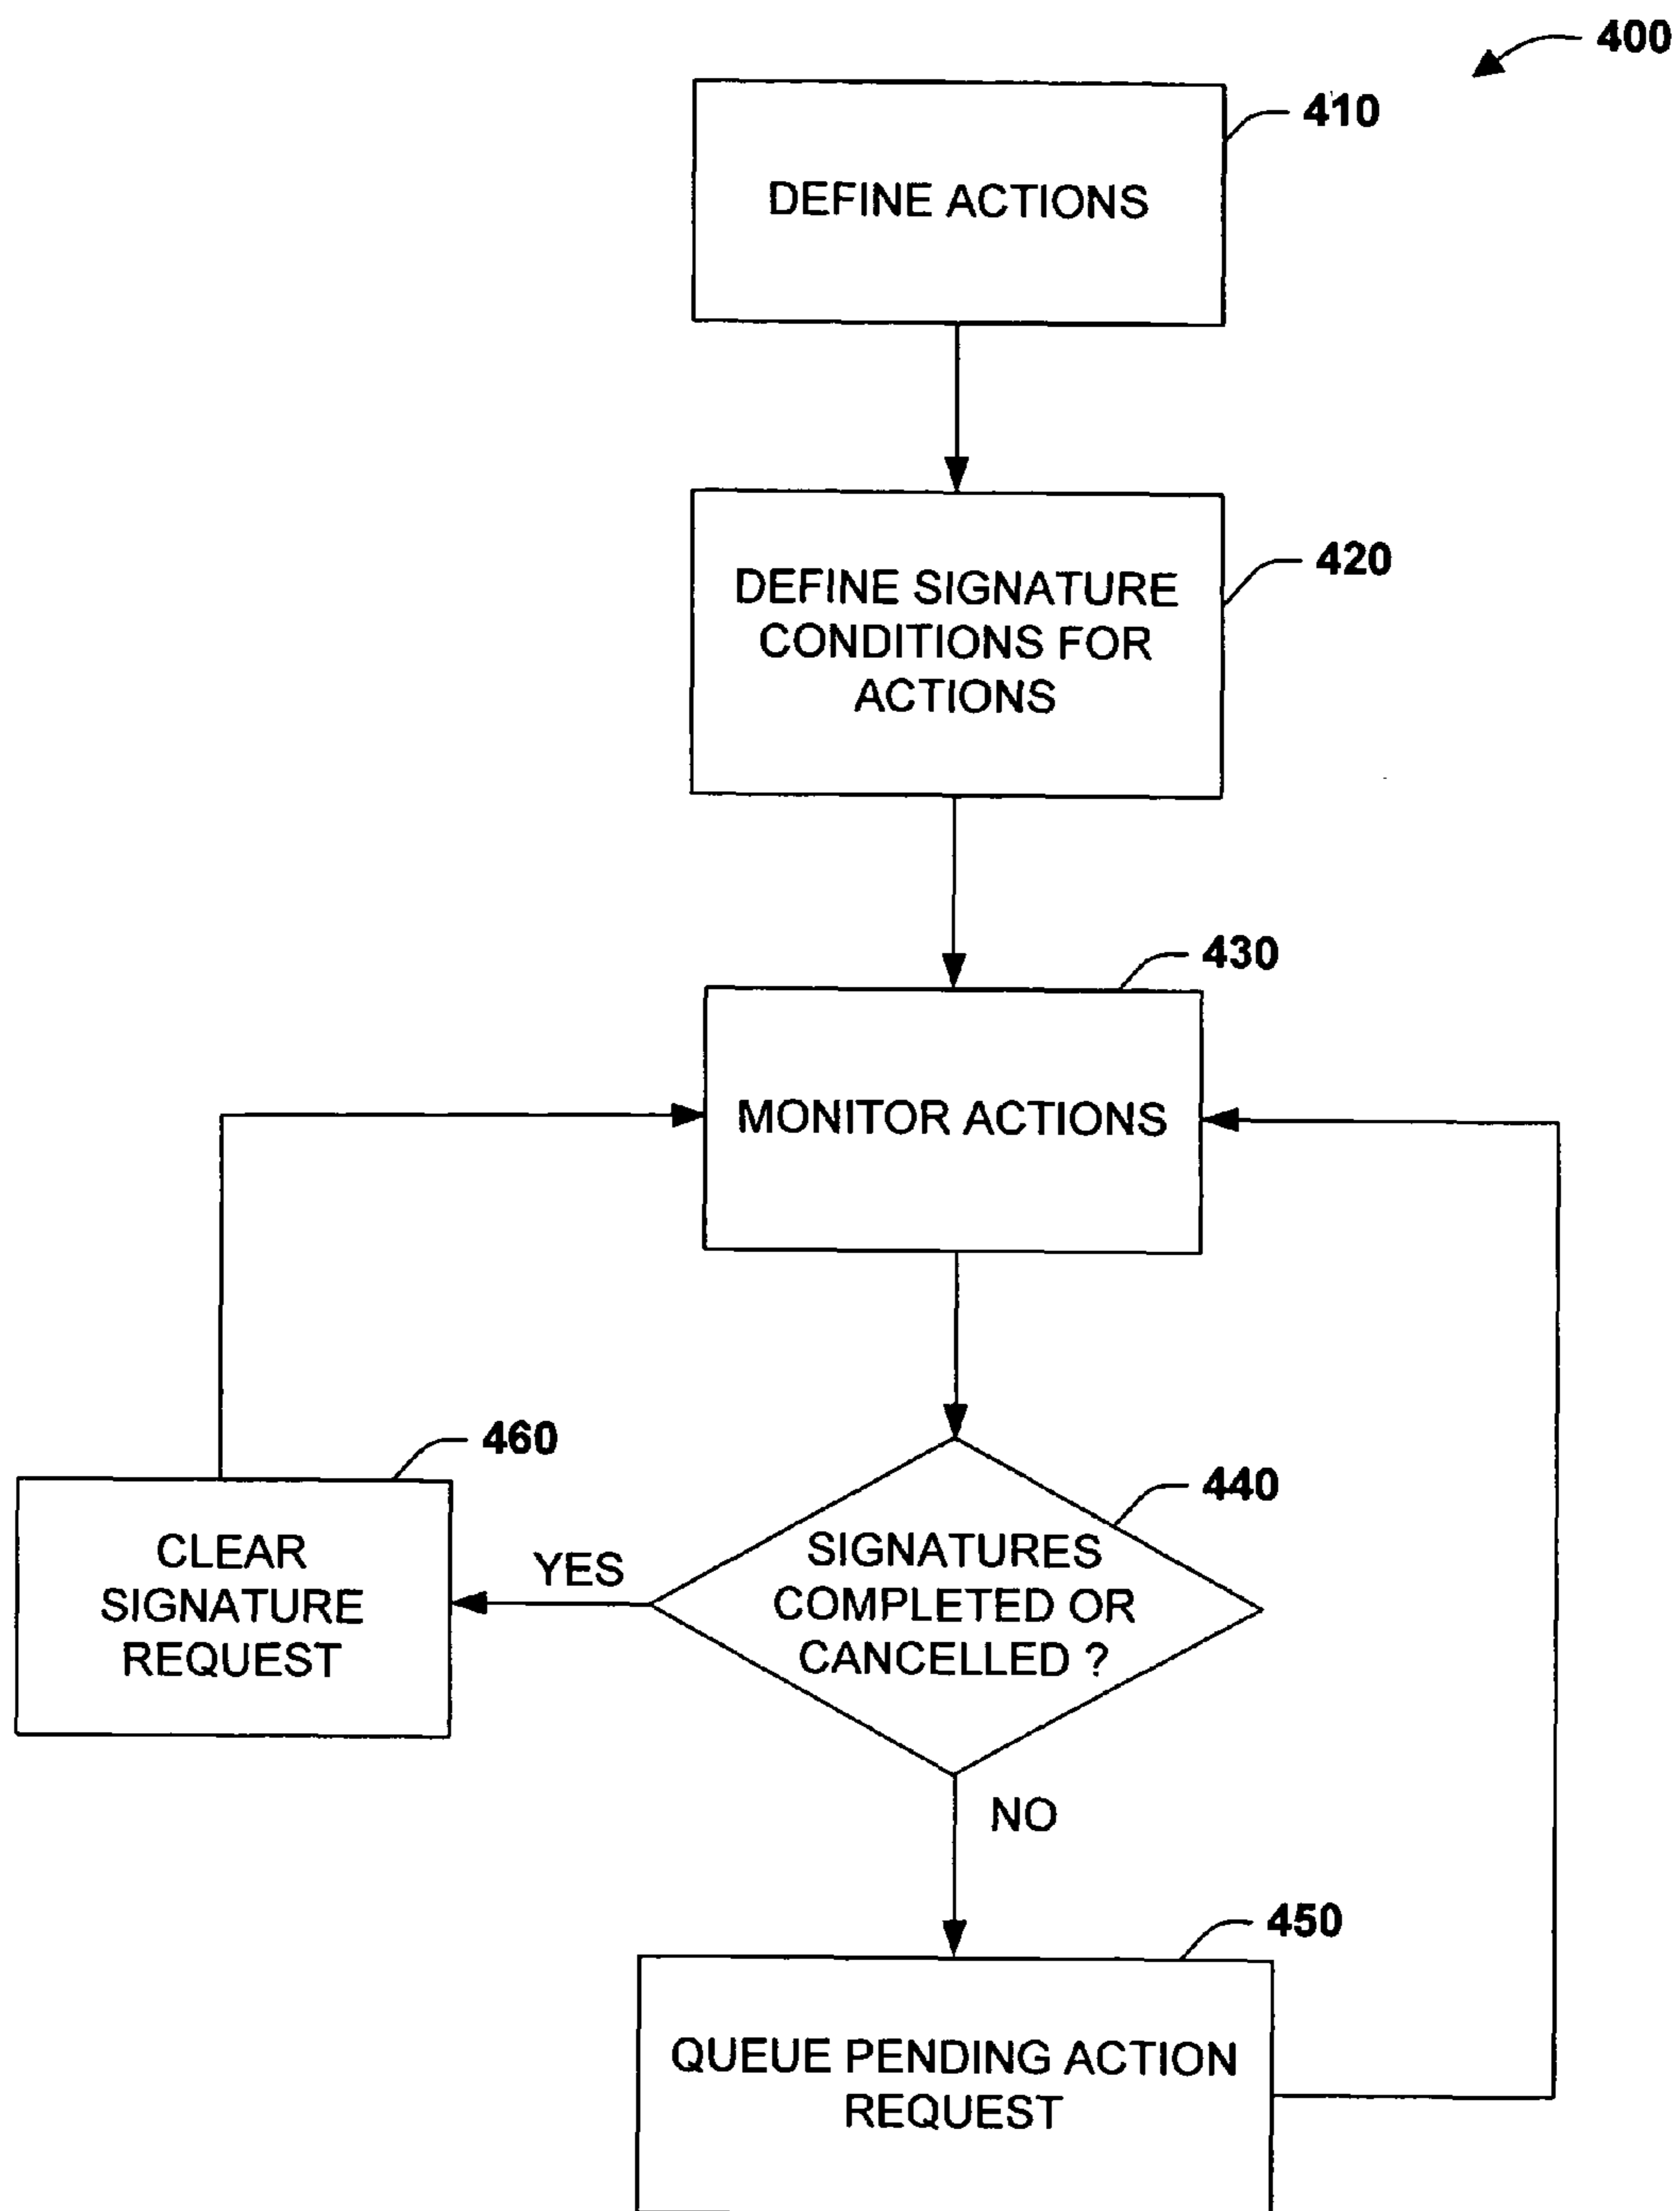 400
410
DEFINE ACTIONS
420
DEFINE SIGNATURE
CONDITIONS FOR
ACTIONS
430
MONITOR ACTIONS
460
440
CLEAR
SIGNATURE
REQUEST
YES
SIGNATURES
COMPLETED OR
CANCELLED ?
NO
450
QUEUE PENDING ACTION
REQUEST